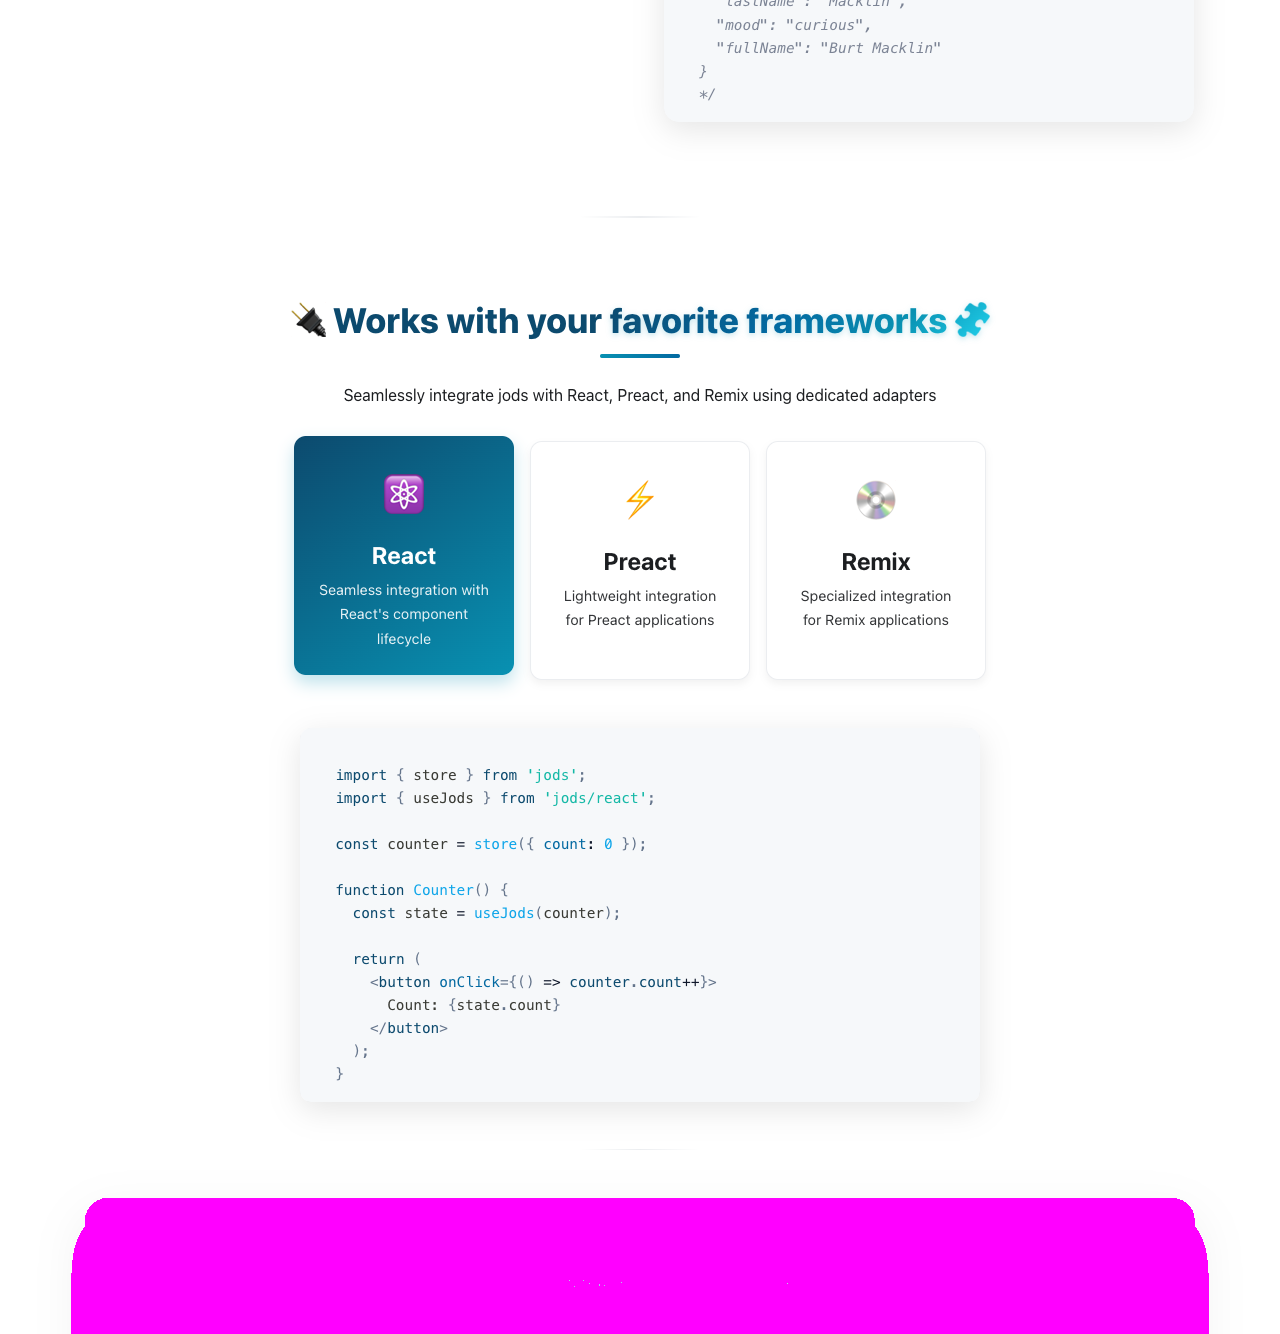 "lastName": "Macklin",
"mood": "curious",
"fullName": "Burt Macklin"
}
*/
Works with your favorite frameworks
Seamlessly integrate jods with React, Preact, and Remix using dedicated adapters
React
Seamless integration with
React's component
lifecycle
Preact
Lightweight integration
for Preact applications
Remix
Specialized integration
for Remix applications
import { store } from 'jods';
import { useJods } from 'jods/react';
const counter = store({ count: 0 });
function Counter() {
const state = useJods(counter);
return (
<button onClick={() => counter.count++}>
Count: {state.count}
</button>
);
}